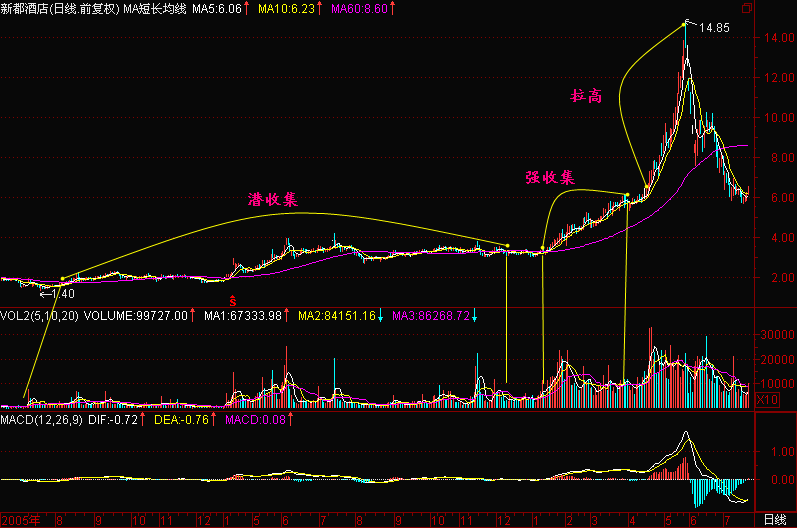 新都酒店(日线.前复权) MA短长均线 MA5:6.06↑ MA10:6.23↑ MA60:8.60↑
14.85
14.00
12.00
拉高
10.00
8.00
强收集
6.00
潜收集
4.00
2.00
←1.40
S
VOL2(5,10,20) VOLUME:99727.00↑ MA1:67333.98↑ MA2:84151.16↓ MA3:86268.72↓
30000
20000
10000
X10
MACD(12,26,9) DIF:-0.72↑ DEA:-0.76↑ MACD:0.08↑
1.00
0.00
2005年 8 9 10 11 12 1 5 6 7 8 9 10 11 12 1 2 3 4 5 6 7 日线